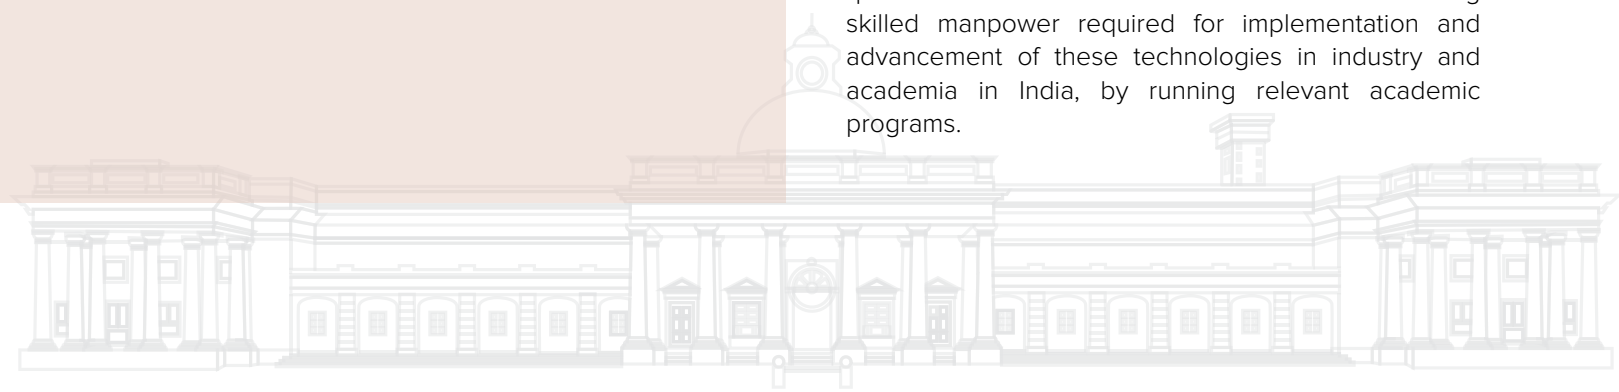 skilled manpower required for implementation and
advancement of these technologies in industry and
academia in India, by running relevant academic
programs.